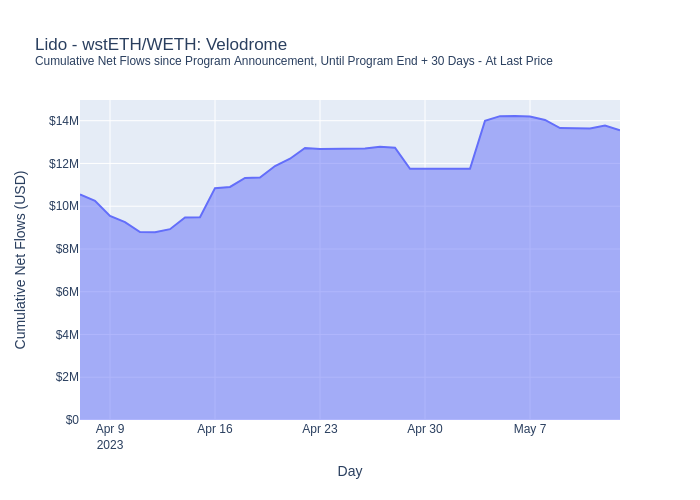 Lido - wstETH/WETH: Velodrome
Cumulative Net Flows since Program Announcement, Until Program End + 30 Days - At Last Price
Cumulative Net Flows (USD)
$14M
$12M
$10M
$8M
$6M
$4M
$2M
$0
Apr 9
2023
Apr 16
Apr 23
Apr 30
May 7
Day